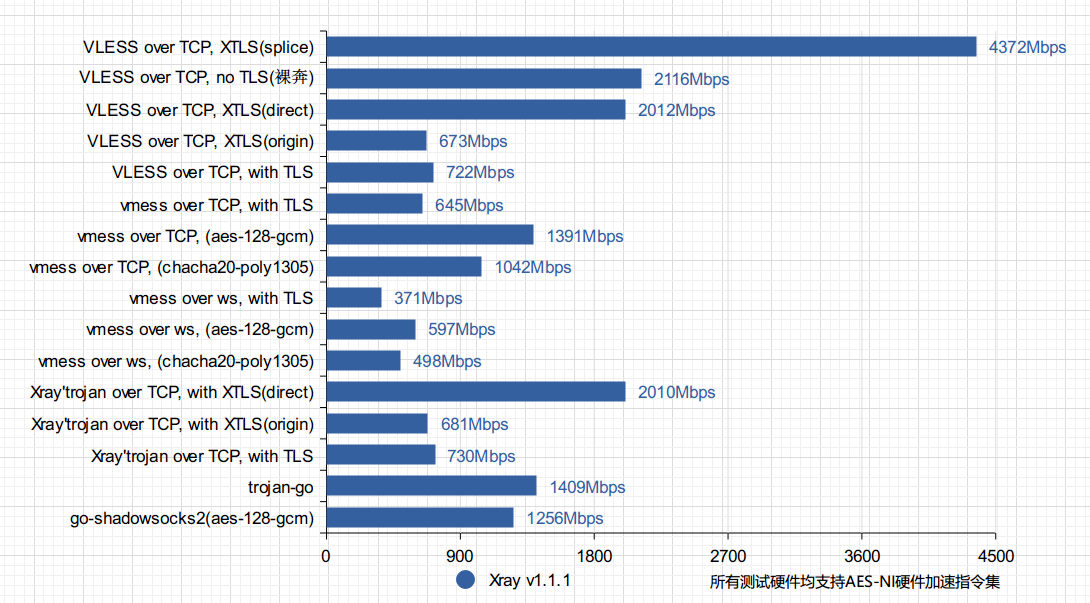 VLESS over TCP, XTLS(splice) 4372Mbps
VLESS over TCP, no TLS(裸奔) 2116Mbps
VLESS over TCP, XTLS(direct) 2012Mbps
VLESS over TCP, XTLS(origin) 673Mbps
VLESS over TCP, with TLS 722Mbps
vmess over TCP, with TLS 645Mbps
vmess over TCP, (aes-128-gcm) 1391Mbps
vmess over TCP, (chacha20-poly1305) 1042Mbps
vmess over ws, with TLS 371Mbps
vmess over ws, (aes-128-gcm) 597Mbps
vmess over ws, (chacha20-poly1305) 498Mbps
Xray'trojan over TCP, with XTLS(direct) 2010Mbps
Xray'trojan over TCP, with XTLS(origin) 681Mbps
Xray'trojan over TCP, with TLS 730Mbps
trojan-go 1409Mbps
go-shadowsocks2(aes-128-gcm) 1256Mbps
0 900 1800 2700 3600 4500
Xray v1.1.1 所有测试硬件均支持AES-NI硬件加速指令集